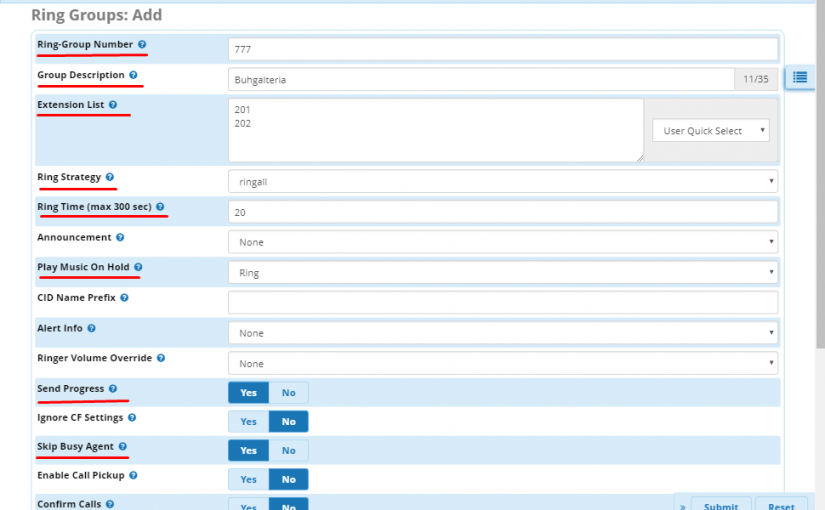 Ring Groups: Add
Ring-Group Number
777
Group Description
Buhgalteria
11/35
Extension List
201
202
User Quick Select
Ring Strategy
ringall
Ring Time (max 300 sec)
20
Announcement
None
Play Music On Hold
Ring
CID Name Prefix
Alert Info
None
Ringer Volume Override
None
Send Progress
Yes No
Ignore CF Settings
Yes No
Skip Busy Agent
Yes No
Enable Call Pickup
Yes No
Confirm Calls
Yes No
» Submit Reset